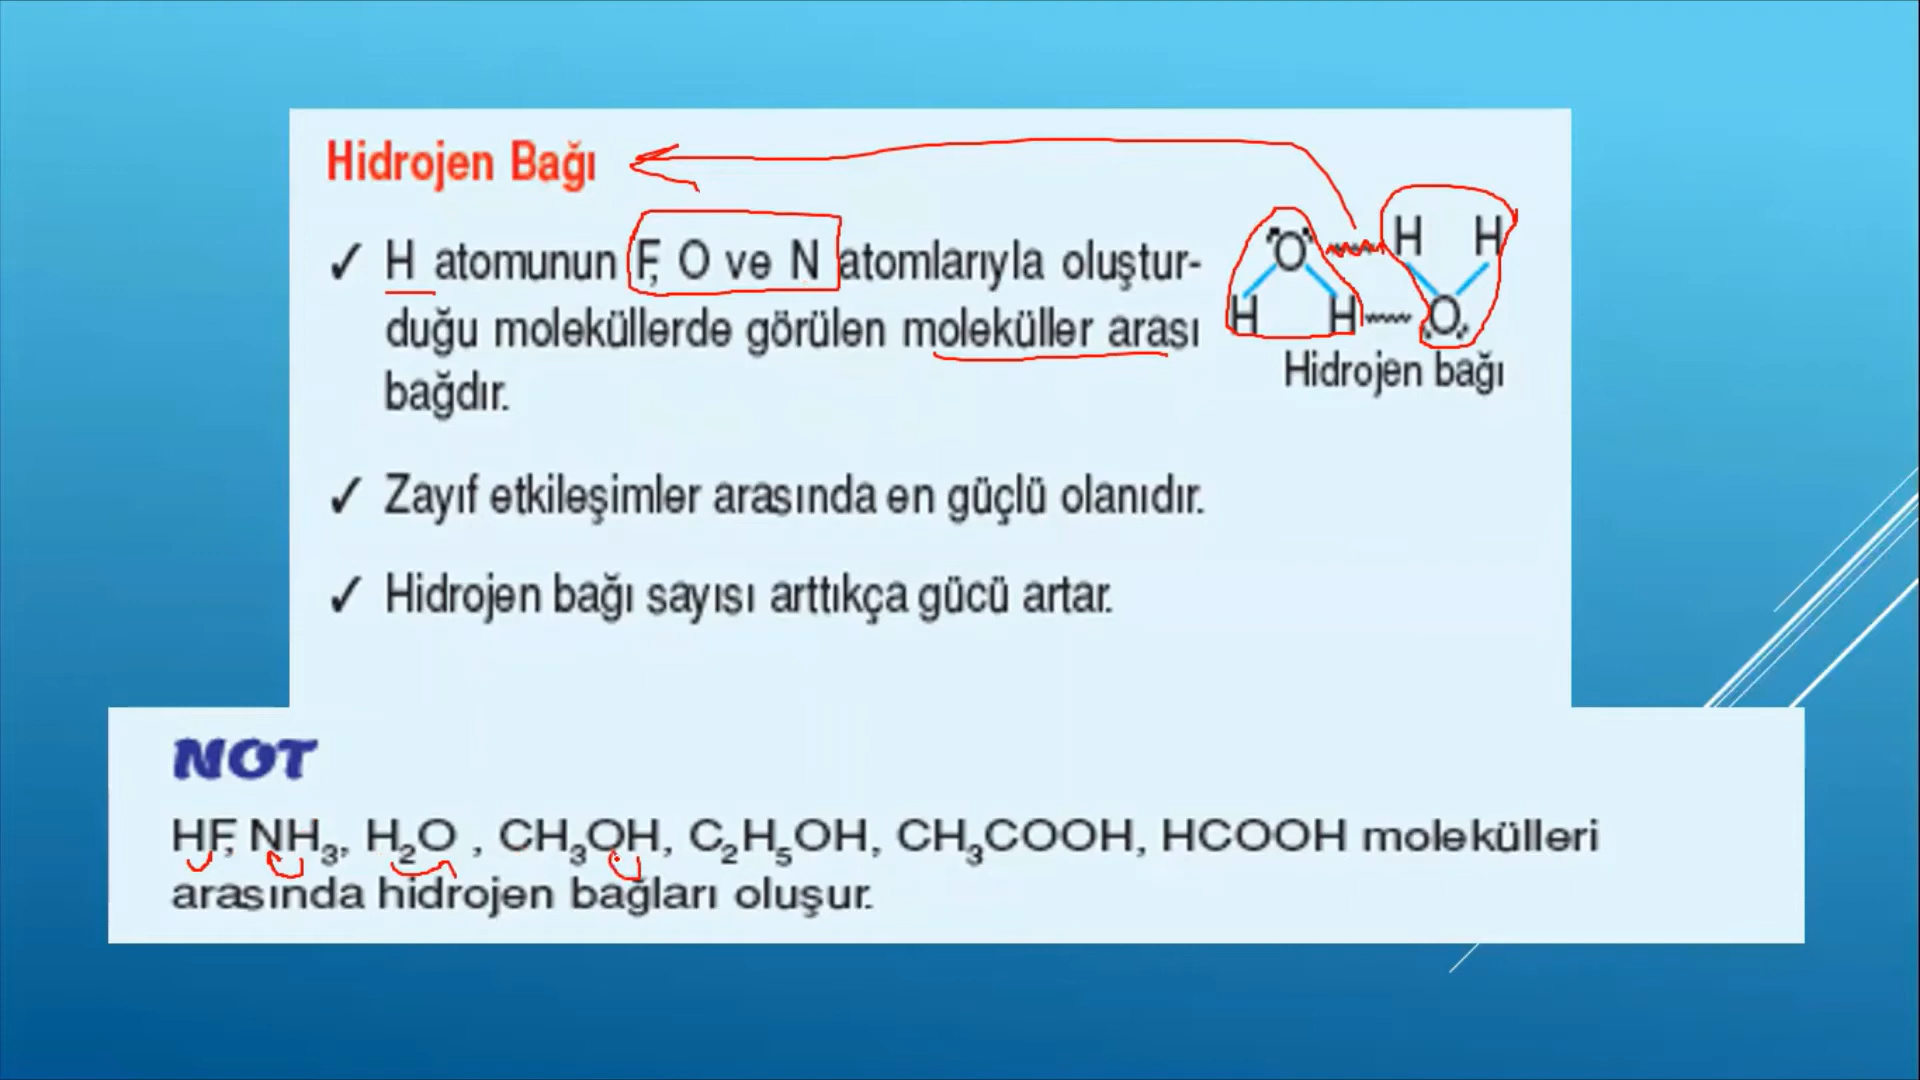 Hidrojen Bağı
✓ H atomunun F, O ve N atomlarıyla oluştur-
duğu moleküllerde görülen moleküller arası
bağdır.
O H H
H H O
Hidrojen bağı
✓ Zayıf etkileşimler arasında en güçlü olanıdır.
✓ Hidrojen bağı sayısı arttıkça gücü artar.
NOT
HF, NH₃, H₂O , CH₃OH, C₂H₅OH, CH₃COOH, HCOOH molekülleri
arasında hidrojen bağları oluşur.